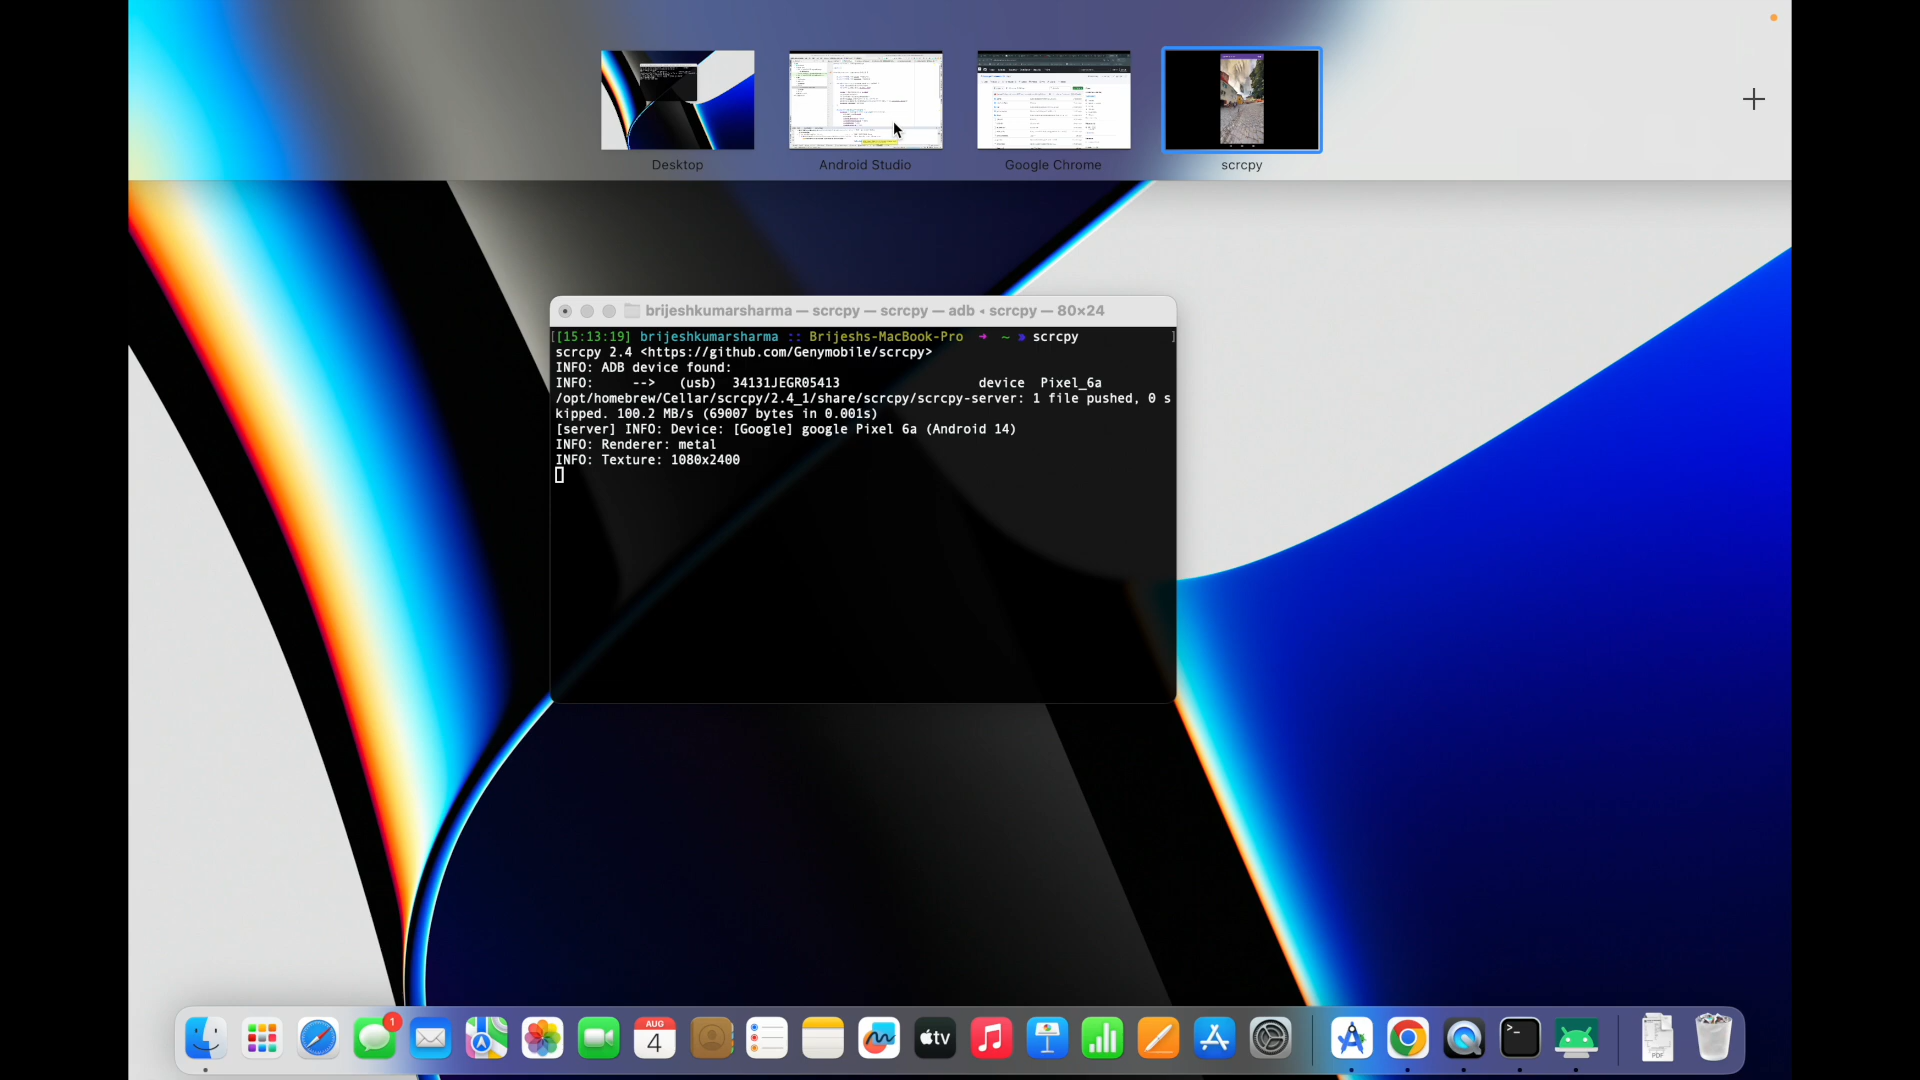 Desktop
Android Studio
Google Chrome
scrcpy
brijeshkumarsharma — scrcpy — scrcpy — adb ◂ scrcpy — 80×24
[[15:13:19] brijeshkumarsharma :: Brijeshs-MacBook-Pro ➜ ~ » scrcpy ]
scrcpy 2.4 <https://github.com/Genymobile/scrcpy>
INFO: ADB device found:
INFO:     --> (usb) 34131JEGR05413 device Pixel_6a
/opt/homebrew/Cellar/scrcpy/2.4_1/share/scrcpy/scrcpy-server: 1 file pushed, 0 s
kipped. 100.2 MB/s (69007 bytes in 0.001s)
[server] INFO: Device: [Google] google Pixel 6a (Android 14)
INFO: Renderer: metal
INFO: Texture: 1080x2400
1
AUG
4
tv
>_
PDF